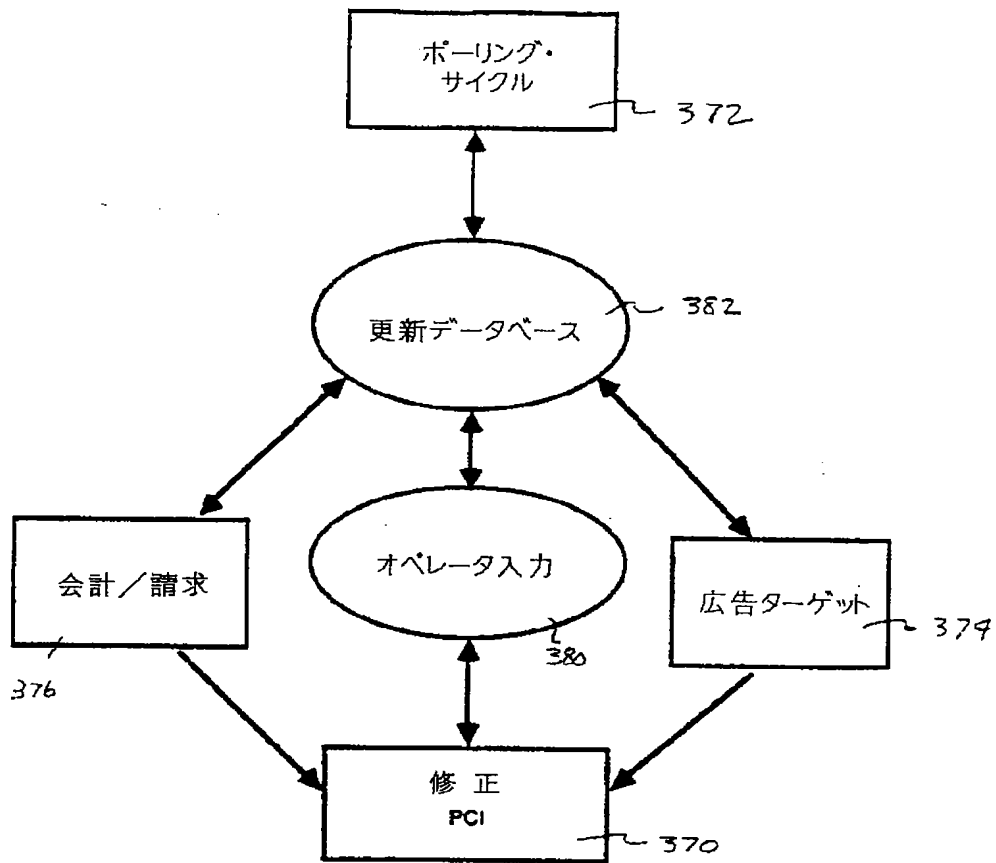 ポーリング・
サイクル
372
更新データベース
382
会計／請求
376
オペレータ入力
380
広告ターゲット
374
修正
PCI
370